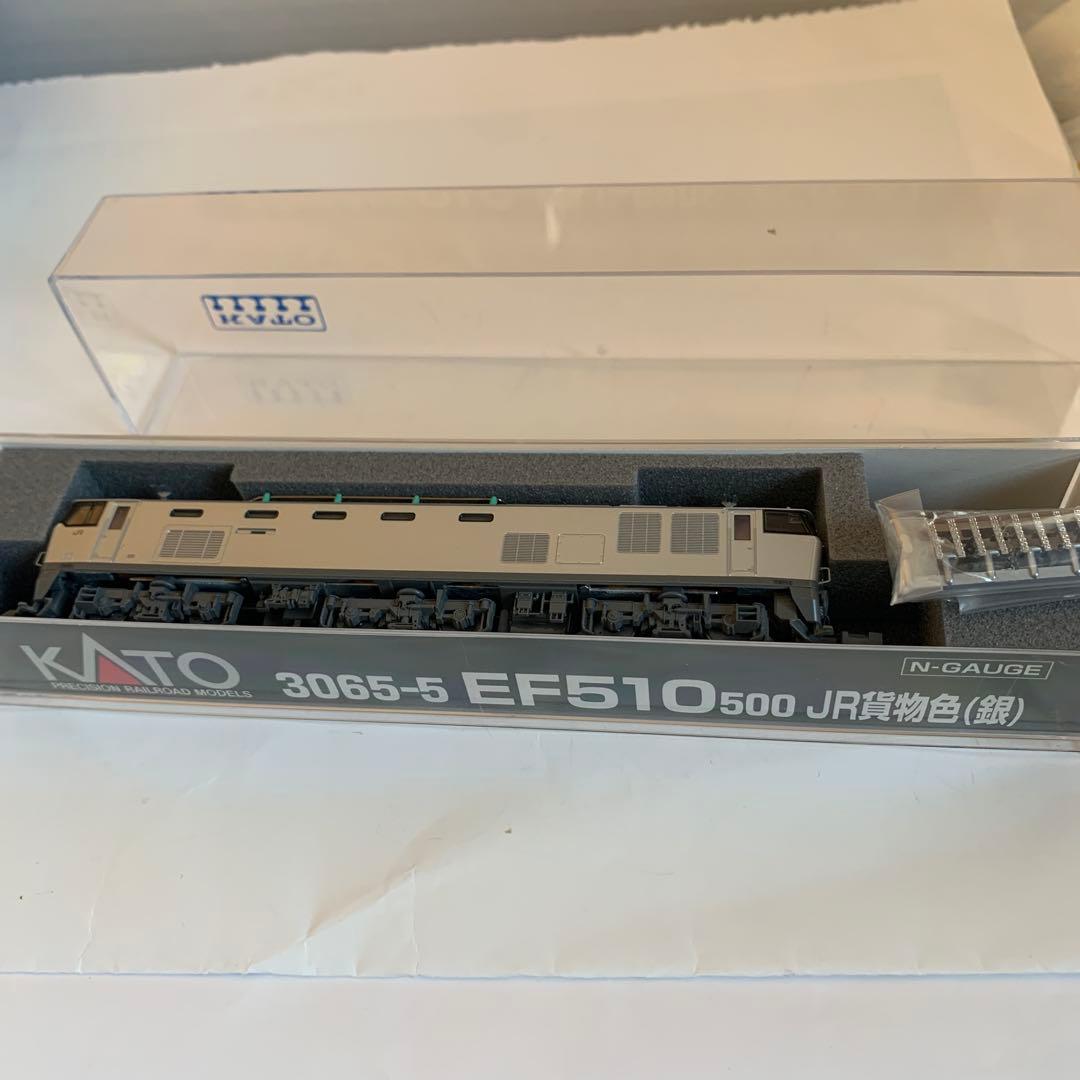 KATO
KATO
PRECISION RAILROAD MODELS
3065-5 EF510 500 JR貨物色(銀)
N-GAUGE